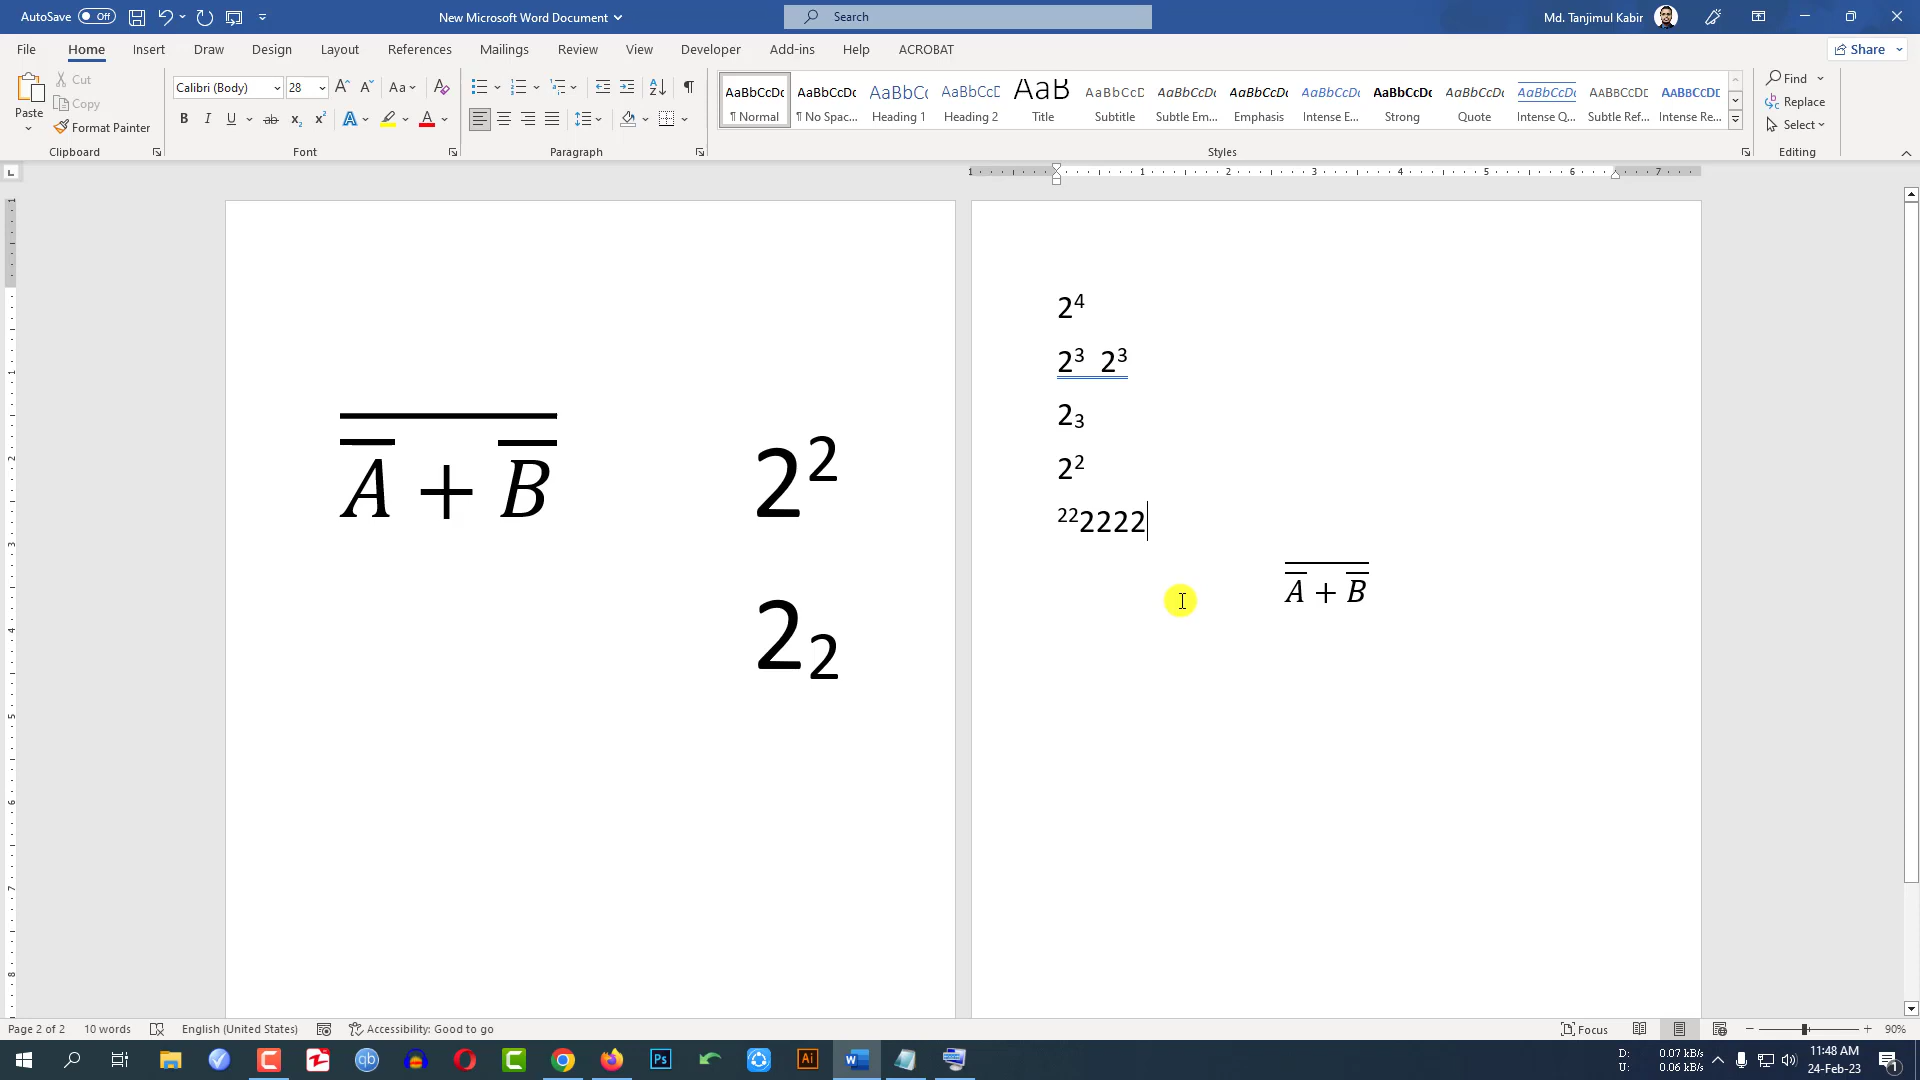 AutoSave Off
New Microsoft Word Document
Search
Md. Tanjimul Kabir
File Home Insert Draw Design Layout References Mailings Review View Developer Add-ins Help ACROBAT
Share
Paste
Cut
Copy
Format Painter
Clipboard
Calibri (Body) 28
Font
Paragraph
AaBbCcDc AaBbCcDc AaBbCc AaBbCcD AaB AaBbCcD AaBbCcDc AaBbCcDc AaBbCcDc AaBbCcDc AaBbCcDc AaBbCcDc AaBbCcDc AaBbCcDc
¶ Normal ¶ No Spac... Heading 1 Heading 2 Title Subtitle Subtle Em... Emphasis Intense E... Strong Quote Intense Q... Subtle Ref... Intense Re...
Styles
Find
Replace
Select
Editing
A + B
2²
2₂
2⁴
2³ 2³
2₃
2²
²²2222
A + B
Page 2 of 2 10 words English (United States) Accessibility: Good to go
Focus 90%
D: 0.07 kB/s
U: 0.06 kB/s
11:48 AM
24-Feb-23